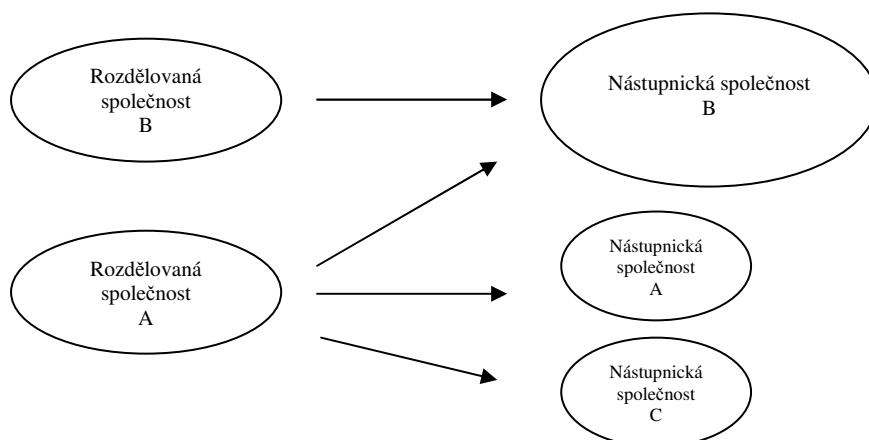 Rozdělovaná
společnost
B
Nástupnická společnost
B
Rozdělovaná
společnost
A
Nástupnická
společnost
A
Nástupnická
společnost
C